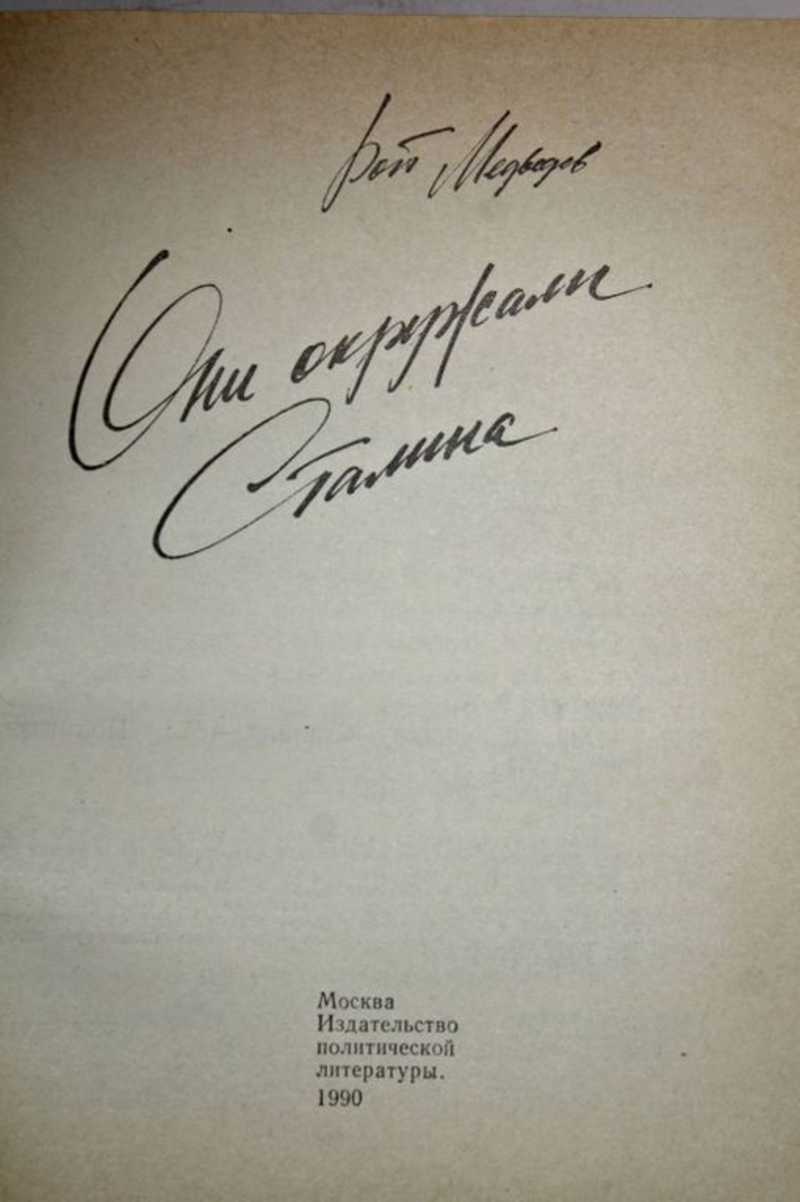 Рой Медведев
Они окружали
Сталина
Москва
Издательство
политической
литературы.
1990